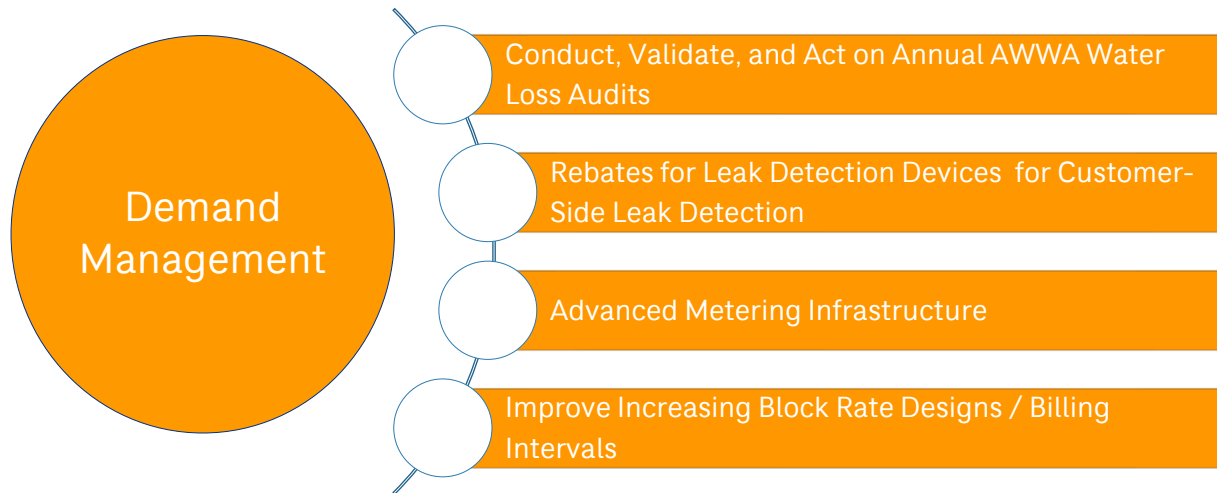 Demand
Management
Conduct, Validate, and Act on Annual AWWA Water
Loss Audits
Rebates for Leak Detection Devices  for Customer-
Side Leak Detection
Advanced Metering Infrastructure
Improve Increasing Block Rate Designs / Billing
Intervals